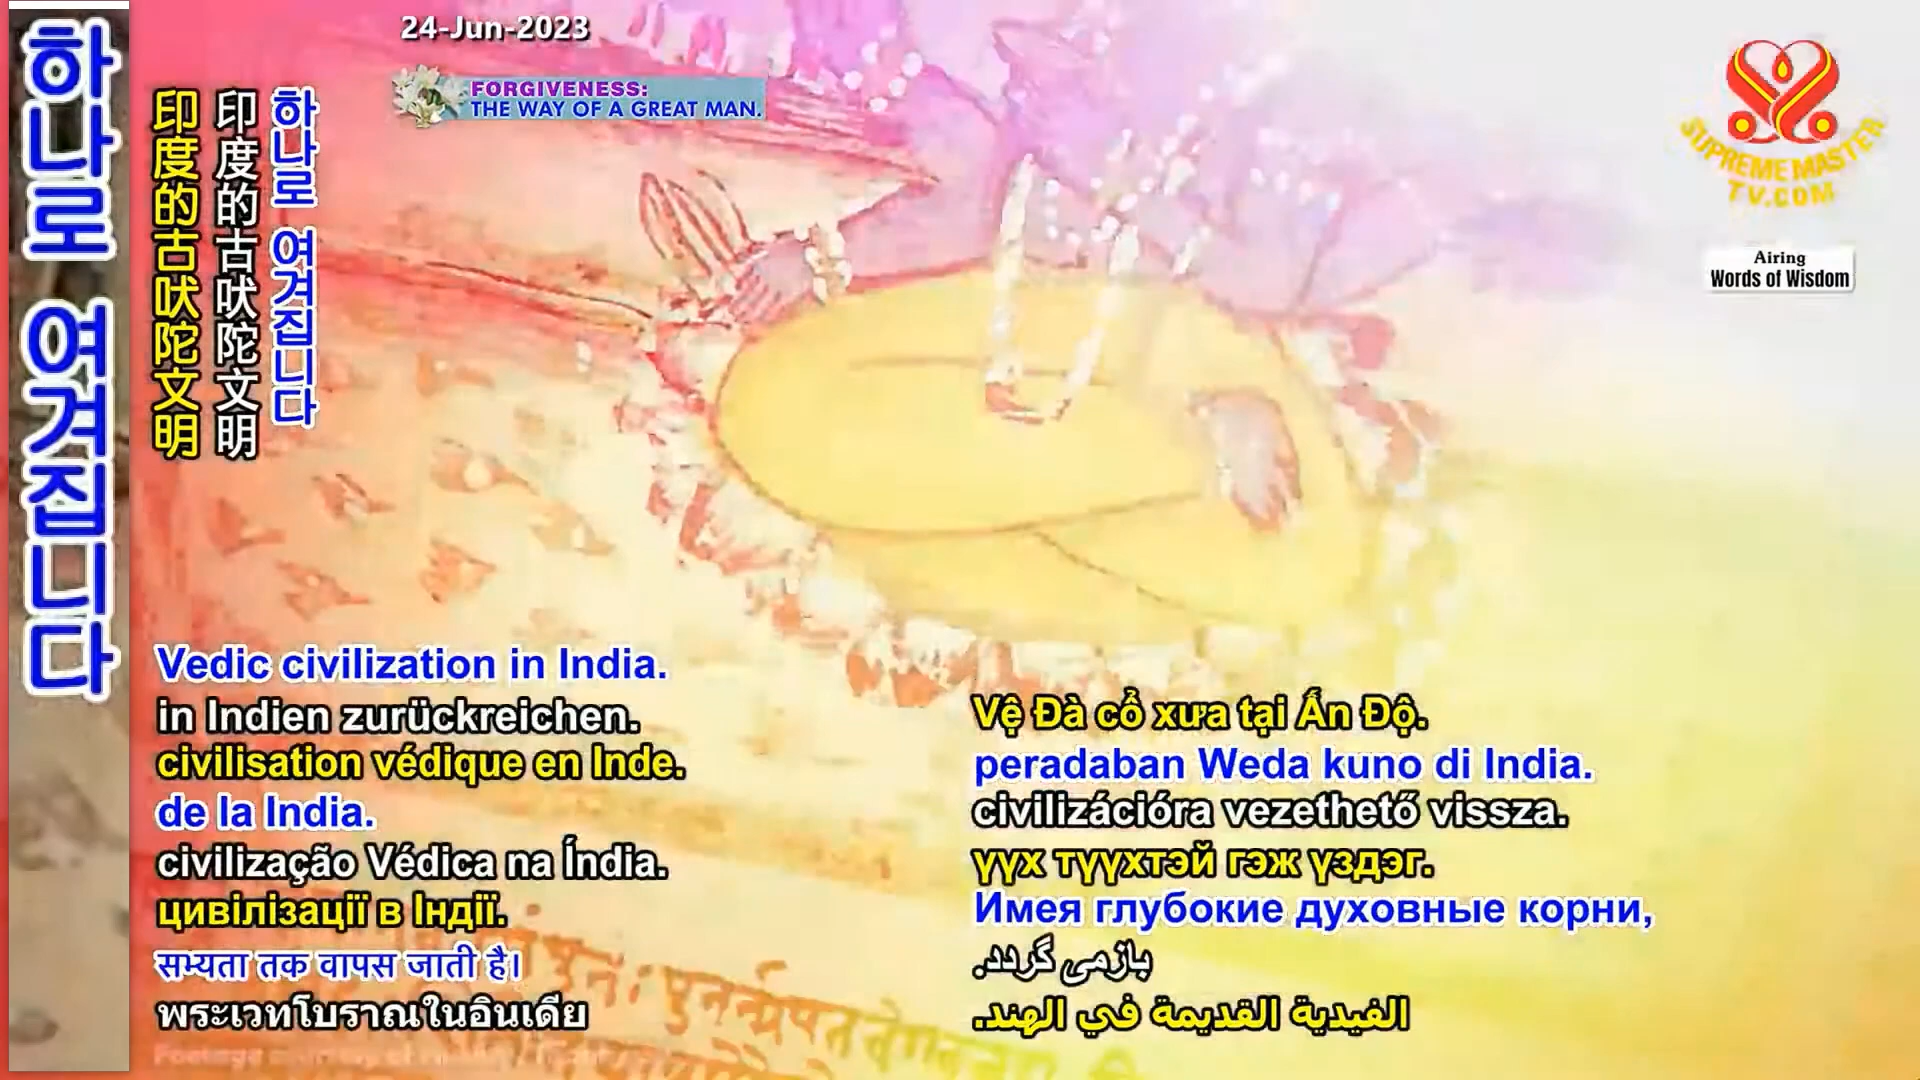 24-Jun-2023
FORGIVENESS:
THE WAY OF A GREAT MAN.
SUPREME MASTER
TV.COM
Airing
Words of Wisdom
하나로 여겨집니다
印度的古吠陀文明
印度的古吠陀文明
하나로 여겨집니다
Vedic civilization in India.
in Indien zurückreichen.
civilisation védique en Inde.
de la India.
civilização Védica na Índia.
цивілізації в Індії.
सभ्यता तक वापस जाती है।
พระเวทโบราณในอินเดีย
Vệ Đà cổ xưa tại Ấn Độ.
peradaban Weda kuno di India.
civilizációra vezethető vissza.
үүх түүхтэй гэж үздэг.
Имея глубокие духовные корни,
بازمی گردد.
الفيدية القديمة في الهند.